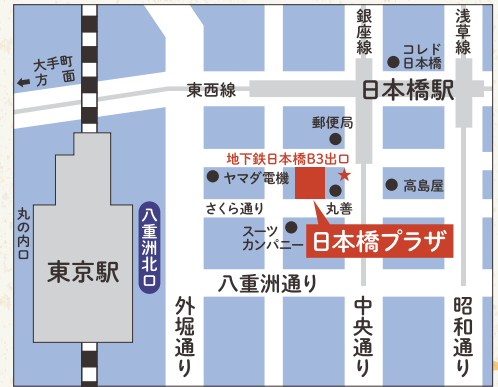 大手町
方面
銀座線
浅草線
コレド
日本橋
東西線
日本橋駅
郵便局
地下鉄日本橋B3出口
ヤマダ電機
高島屋
さくら通り
丸善
丸の内口
八重洲北口
スーツ
カンパニー
日本橋プラザ
東京駅
八重洲通り
外堀通り
中央通り
昭和通り